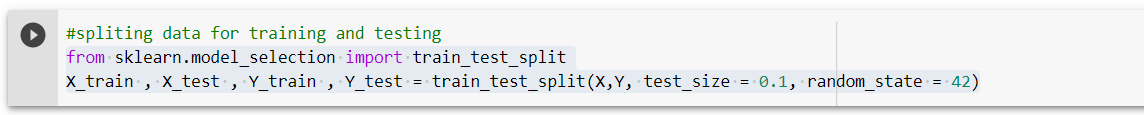 #spliting data for training and testing
from sklearn.model_selection import train_test_split
X_train , X_test , Y_train , Y_test = train_test_split(X,Y, test_size = 0.1, random_state = 42)